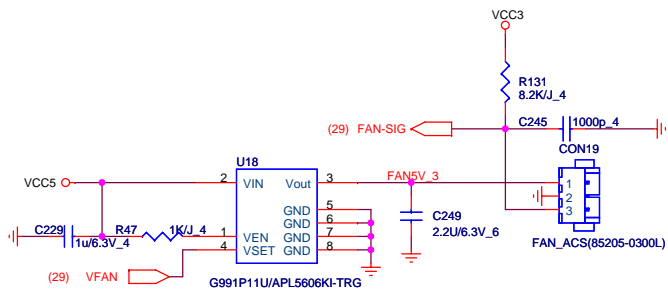 VCC3
R131
8.2K/J_4
(29) FAN-SIG
C245
1000p_4
CON19
U18
VCC5
2
VIN
Vout
3
FAN5V_3
1
2
3
GND
5
GND
6
GND
7
GND
8
C229
1u/6.3V_4
R47
1K/J_4
1
VEN
4
VSET
C249
2.2U/6.3V_6
FAN_ACS(85205-0300L)
(29) VFAN
G991P11U/APL5606KI-TRG